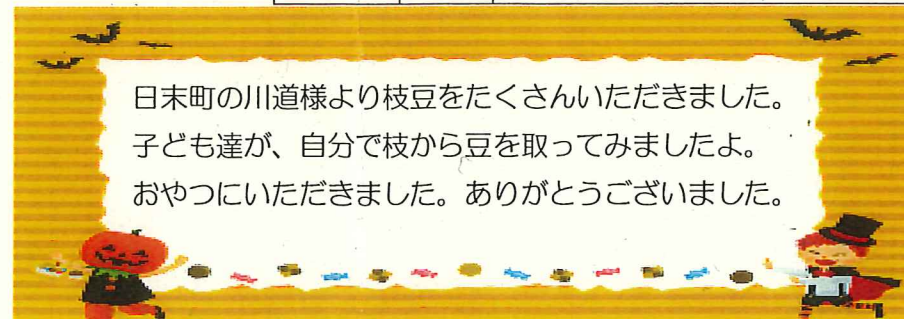 日末町の川道様より枝豆をたくさんいただきました。
子ども達が、自分で枝から豆を取ってみましたよ。
おやつにいただきました。ありがとうございました。